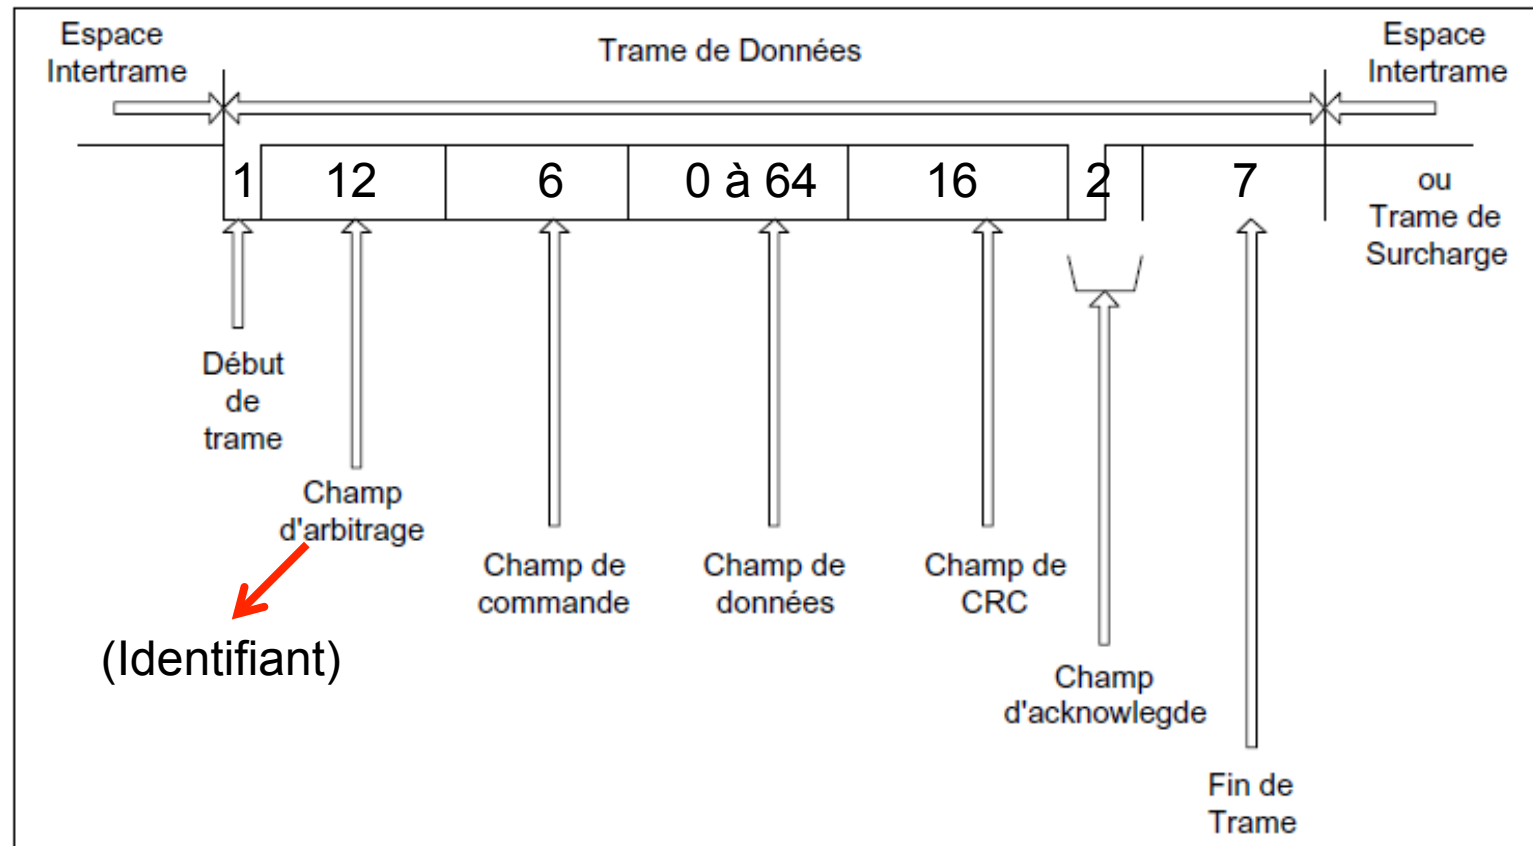 Espace
Intertrame
Trame de Données
Espace
Intertrame
1
12
6
0 à 64
16
2
7
ou
Trame de
Surcharge
Début
de
trame
Champ
d'arbitrage
(Identifiant)
Champ de
commande
Champ de
données
Champ de
CRC
Champ
d'acknowlegde
Fin de
Trame